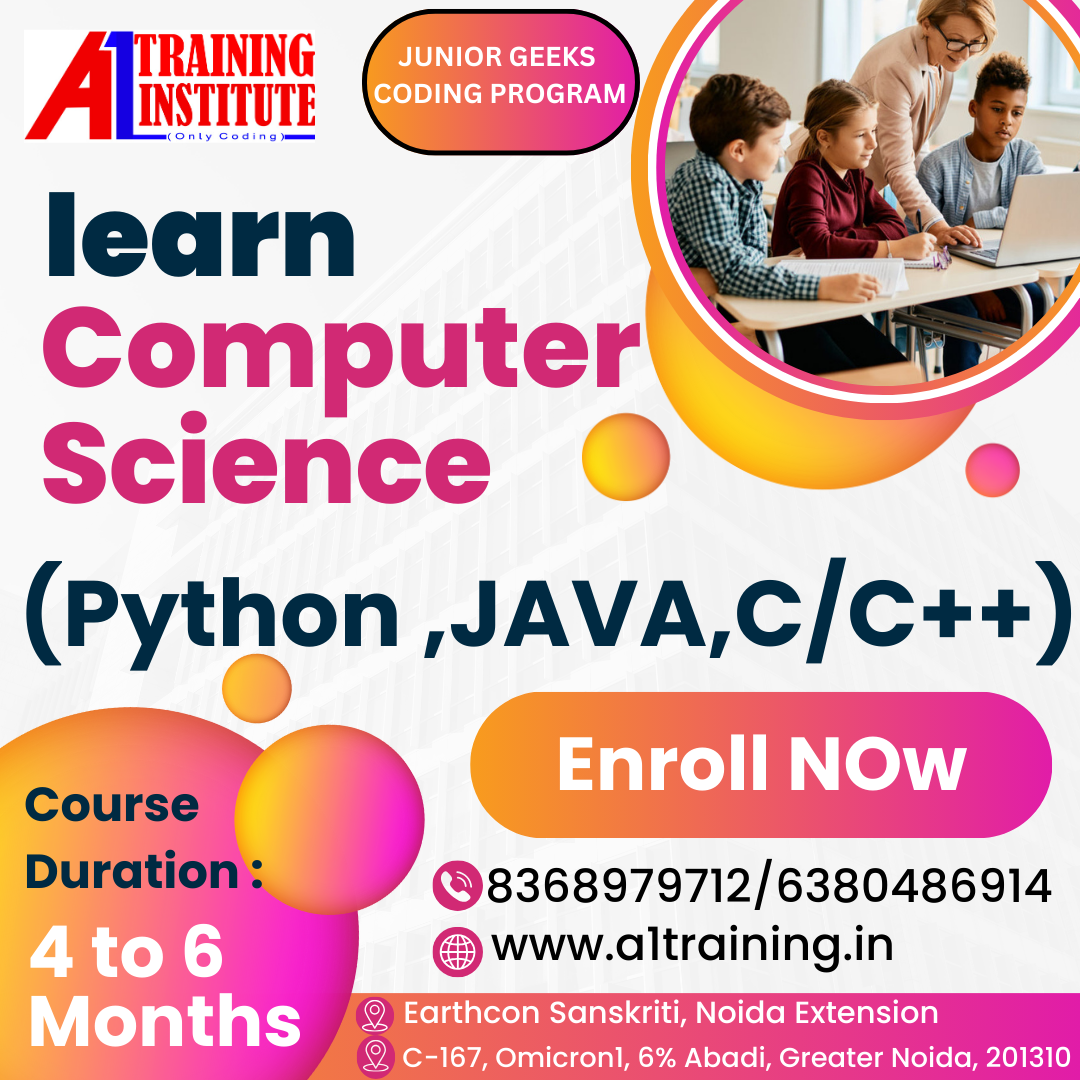 A1 TRAINING
INSTITUTE
(Only Coding)
JUNIOR GEEKS
CODING PROGRAM
learn
Computer
Science
(Python ,JAVA,C/C++)
Enroll NOw
Course
Duration :
4 to 6
Months
8368979712/6380486914
www.a1training.in
Earthcon Sanskriti, Noida Extension
C-167, Omicron1, 6% Abadi, Greater Noida, 201310